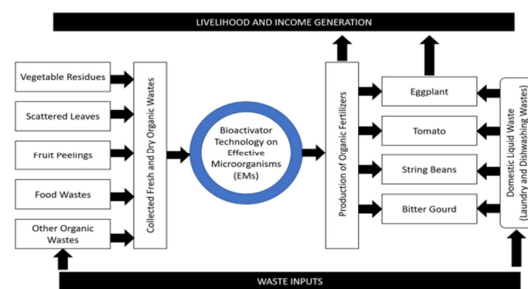 LIVELIHOOD AND INCOME GENERATION
Vegetable Residues
Scattered Leaves
Fruit Peelings
Food Wastes
Other Organic
Wastes
Collected Fresh and Dry Organic Wastes
Bioactivator
Technology on
Effective
Microorganisms
(EMs)
Production of Organic Fertilizers
Eggplant
Tomato
String Beans
Bitter Gourd
Domestic Liquid Waste
(Laundry and Dishwashing Wastes)
WASTE INPUTS